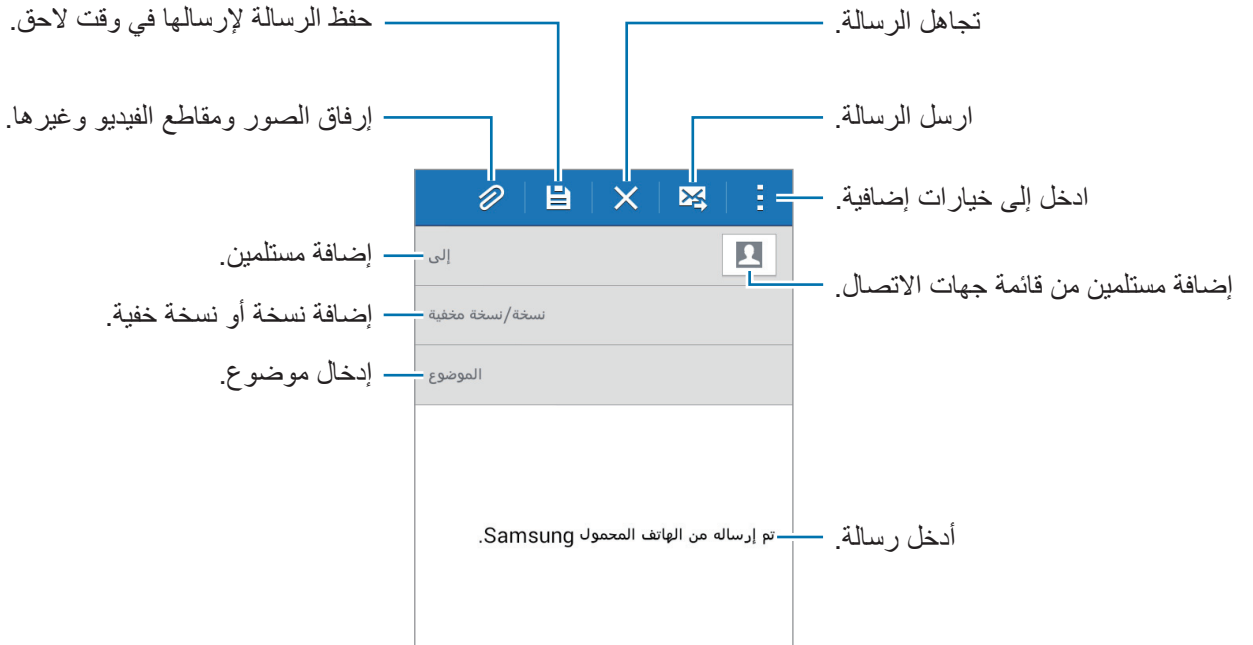 حفظ الرسالة لإرسالها في وقت لاحق.
تجاهل الرسالة.
إرفاق الصور ومقاطع الفيديو وغيرها.
ارسل الرسالة.
ادخل إلى خيارات إضافية.
إضافة مستلمين.
إلى
إضافة مستلمين من قائمة جهات الاتصال.
إضافة نسخة أو نسخة خفية.
نسخة/نسخة مخفية
إدخال موضوع.
الموضوع
تم إرساله من الهاتف المحمول Samsung.
أدخل رسالة.